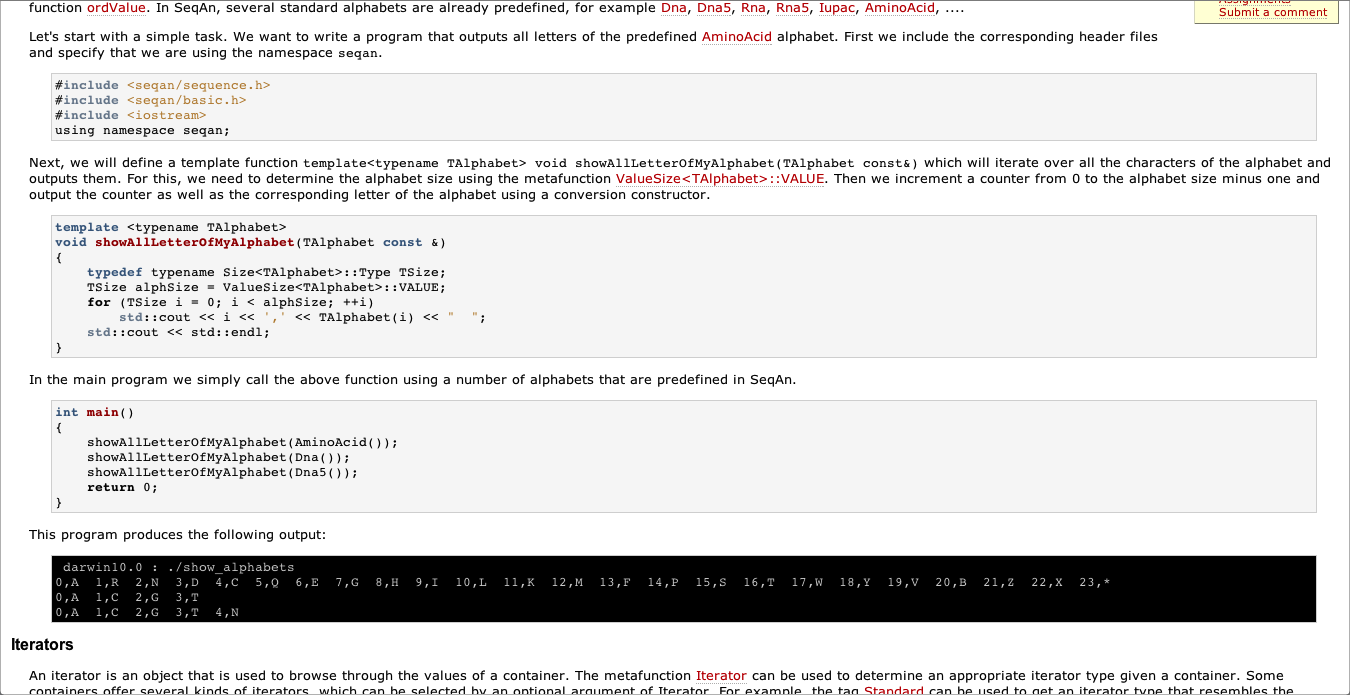 function ordValue. In SeqAn, several standard alphabets are already predefined, for example Dna, Dna5, Rna, Rna5, Iupac, AminoAcid, ....
Assignments
Submit a comment
Let's start with a simple task. We want to write a program that outputs all letters of the predefined AminoAcid alphabet. First we include the corresponding header files
and specify that we are using the namespace seqan.
#include <seqan/sequence.h>
#include <seqan/basic.h>
#include <iostream>
using namespace seqan;
Next, we will define a template function template<typename TAlphabet> void showAllLetterOfMyAlphabet(TAlphabet const&) which will iterate over all the characters of the alphabet and
outputs them. For this, we need to determine the alphabet size using the metafunction ValueSize<TAlphabet>::VALUE. Then we increment a counter from 0 to the alphabet size minus one and
output the counter as well as the corresponding letter of the alphabet using a conversion constructor.
template <typename TAlphabet>
void showAllLetterOfMyAlphabet(TAlphabet const &)
{
    typedef typename Size<TAlphabet>::Type TSize;
    TSize alphSize = ValueSize<TAlphabet>::VALUE;
    for (TSize i = 0; i < alphSize; ++i)
        std::cout << i << ',' << TAlphabet(i) << "  ";
    std::cout << std::endl;
}
In the main program we simply call the above function using a number of alphabets that are predefined in SeqAn.
int main()
{
    showAllLetterOfMyAlphabet(AminoAcid());
    showAllLetterOfMyAlphabet(Dna());
    showAllLetterOfMyAlphabet(Dna5());
    return 0;
}
This program produces the following output:
darwin10.0 : ./show_alphabets
0,A  1,R  2,N  3,D  4,C  5,Q  6,E  7,G  8,H  9,I  10,L  11,K  12,M  13,F  14,P  15,S  16,T  17,W  18,Y  19,V  20,B  21,Z  22,X  23,*
0,A  1,C  2,G  3,T
0,A  1,C  2,G  3,T  4,N
Iterators
An iterator is an object that is used to browse through the values of a container. The metafunction Iterator can be used to determine an appropriate iterator type given a container. Some
containers offer several kinds of iterators, which can be selected by an optional argument of Iterator. For example, the tag Standard can be used to get an iterator type that resembles the